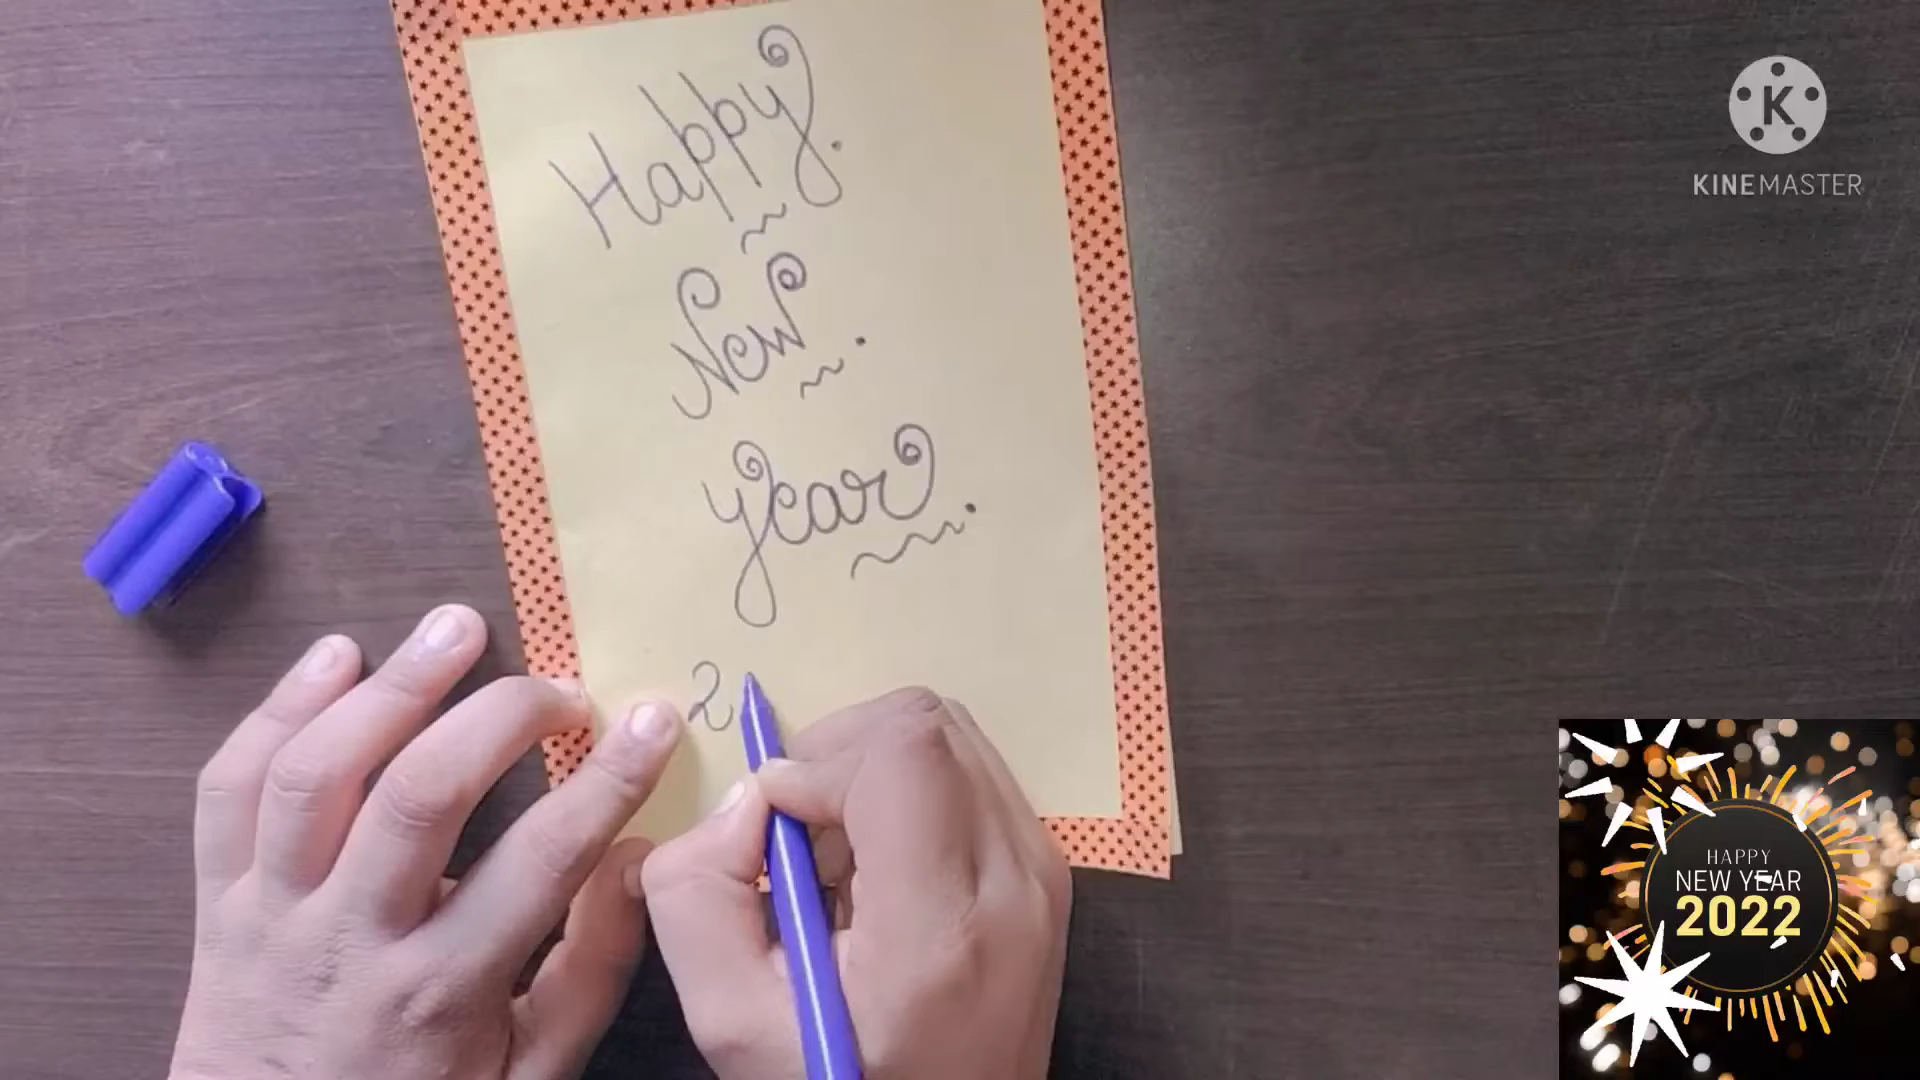 Happy.
New.
Year.
2
KINEMASTER
HAPPY
NEW YEAR
2022